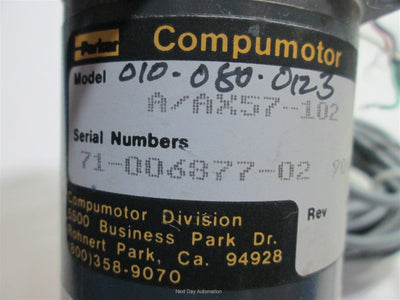 Parker Compumotor
Model 010-080-0123
A/AX57-102
Serial Numbers
71-006877-02 90
Compumotor Division
5500 Business Park Dr.
Rohnert Park, Ca. 94928
(800)358-9070
Rev
Next Day Automation